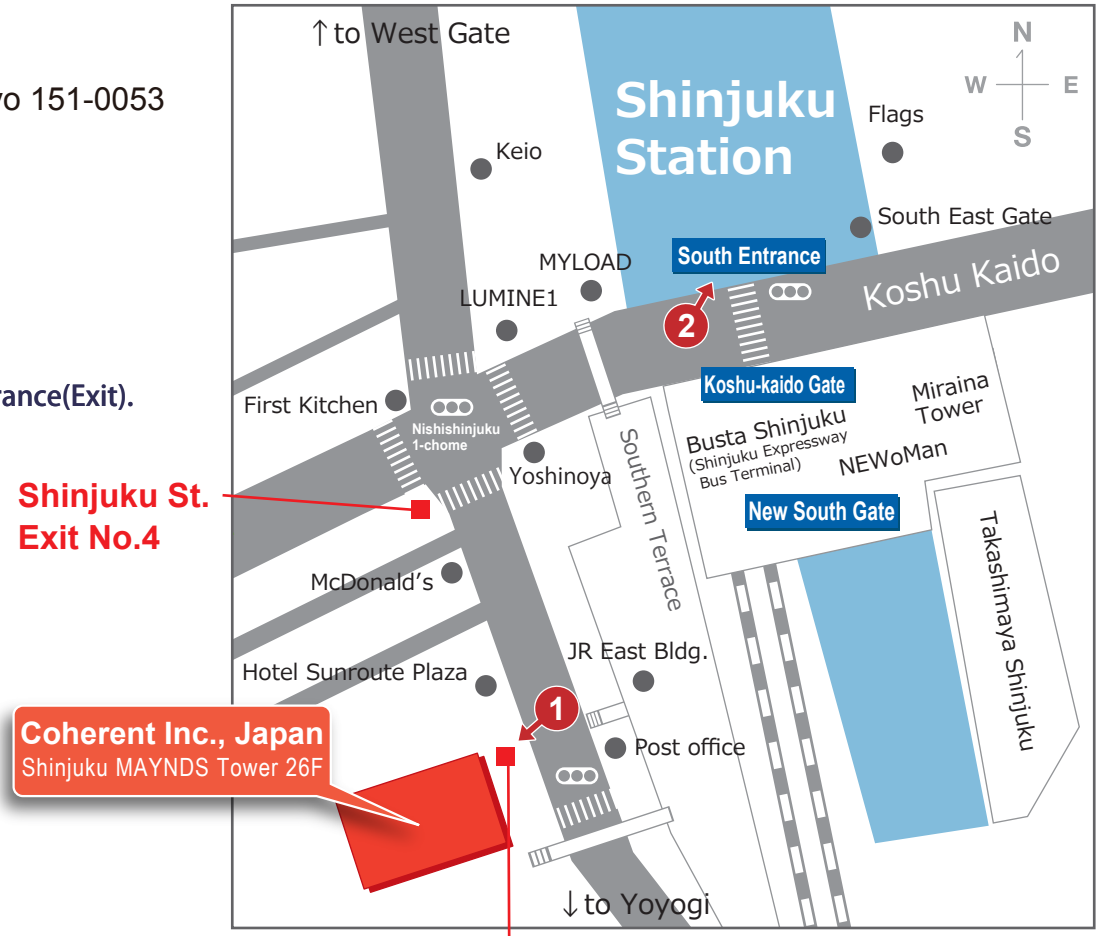 ↑to West Gate
N
W E
S
yo 151-0053
Shinjuku
Station
Flags
Keio
South East Gate
South Entrance
MYLOAD
Koshu Kaido
LUMINE1
2
Koshu-kaido Gate
rance(Exit).
First Kitchen
Nishishinjuku
1-chome
Miraina
Tower
Busta Shinjuku
(Shinjuku Expressway
Bus Terminal)
NEWoMan
Yoshinoya
Southern Terrace
Shinjuku St.
Exit No.4
New South Gate
Takashimaya Shinjuku
McDonald's
JR East Bldg.
Hotel Sunroute Plaza
1
Coherent Inc., Japan
Shinjuku MAYNDS Tower 26F
Post office
↓to Yoyogi